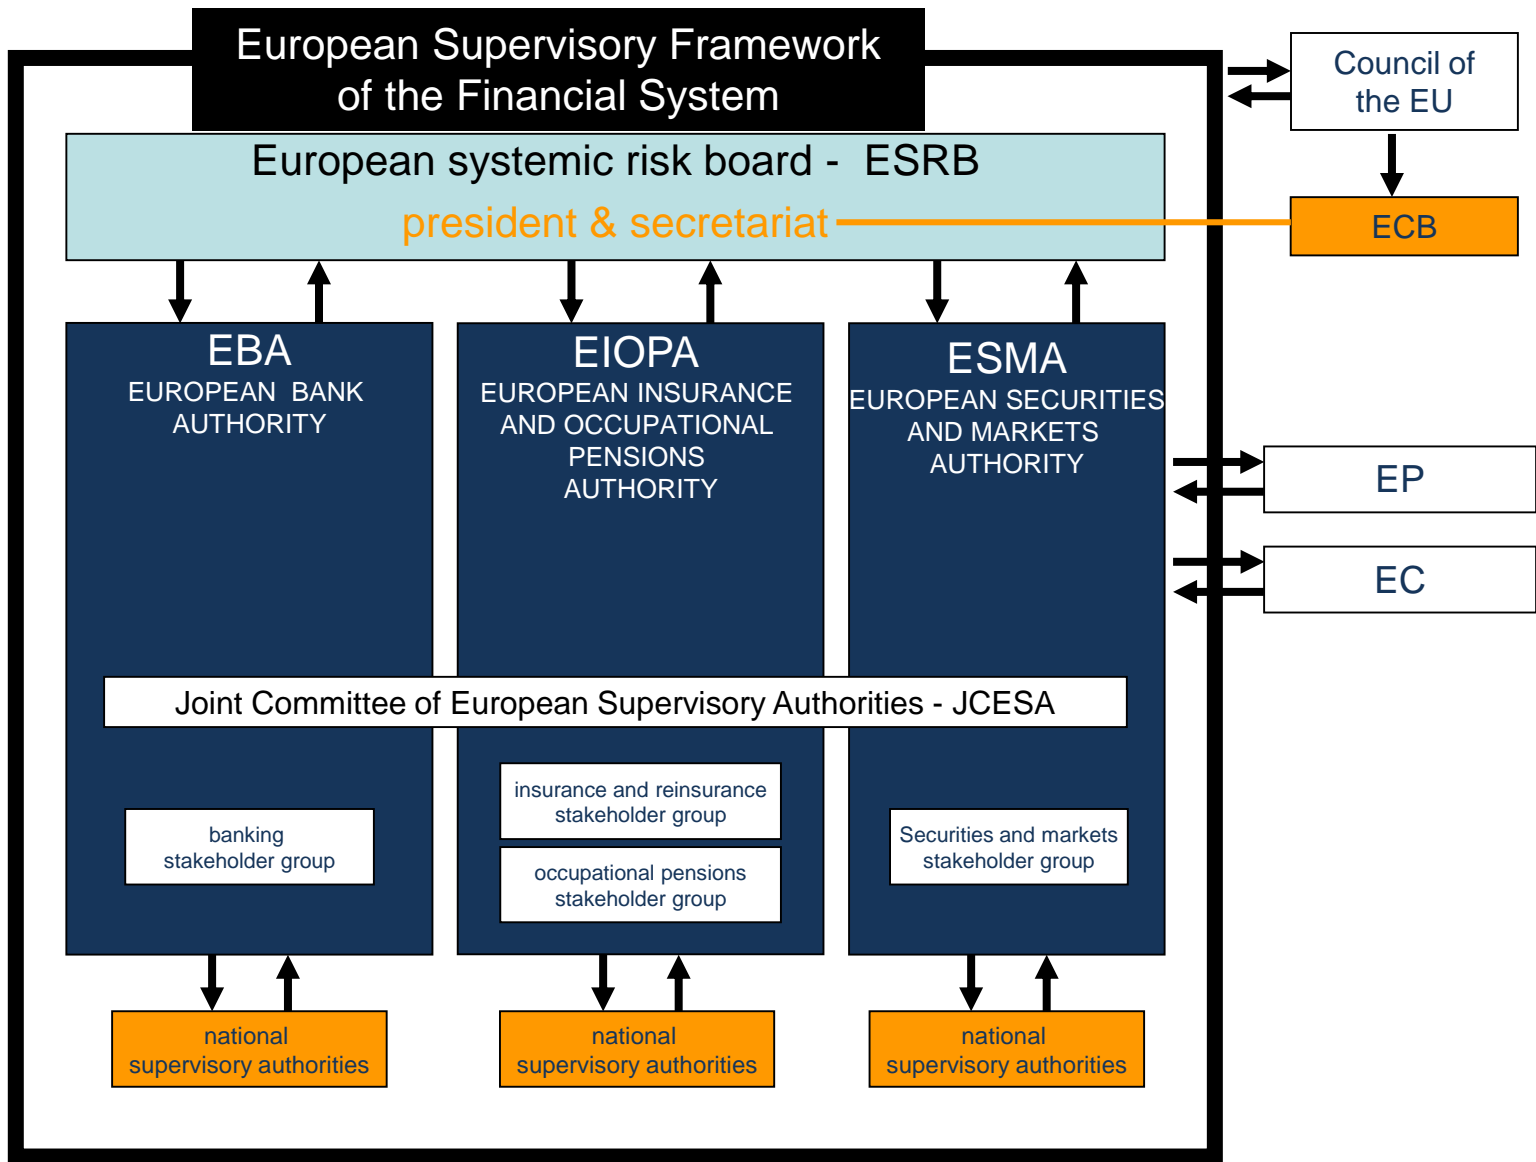 European Supervisory Framework
of the Financial System
Council of
the EU
European systemic risk board - ESRB
president & secretariat
ECB
EBA
EUROPEAN BANK
AUTHORITY
EIOPA
EUROPEAN INSURANCE
AND OCCUPATIONAL
PENSIONS
AUTHORITY
ESMA
EUROPEAN SECURITIES
AND MARKETS
AUTHORITY
EP
EC
Joint Committee of European Supervisory Authorities - JCESA
banking
stakeholder group
insurance and reinsurance
stakeholder group
occupational pensions
stakeholder group
Securities and markets
stakeholder group
national
supervisory authorities
national
supervisory authorities
national
supervisory authorities